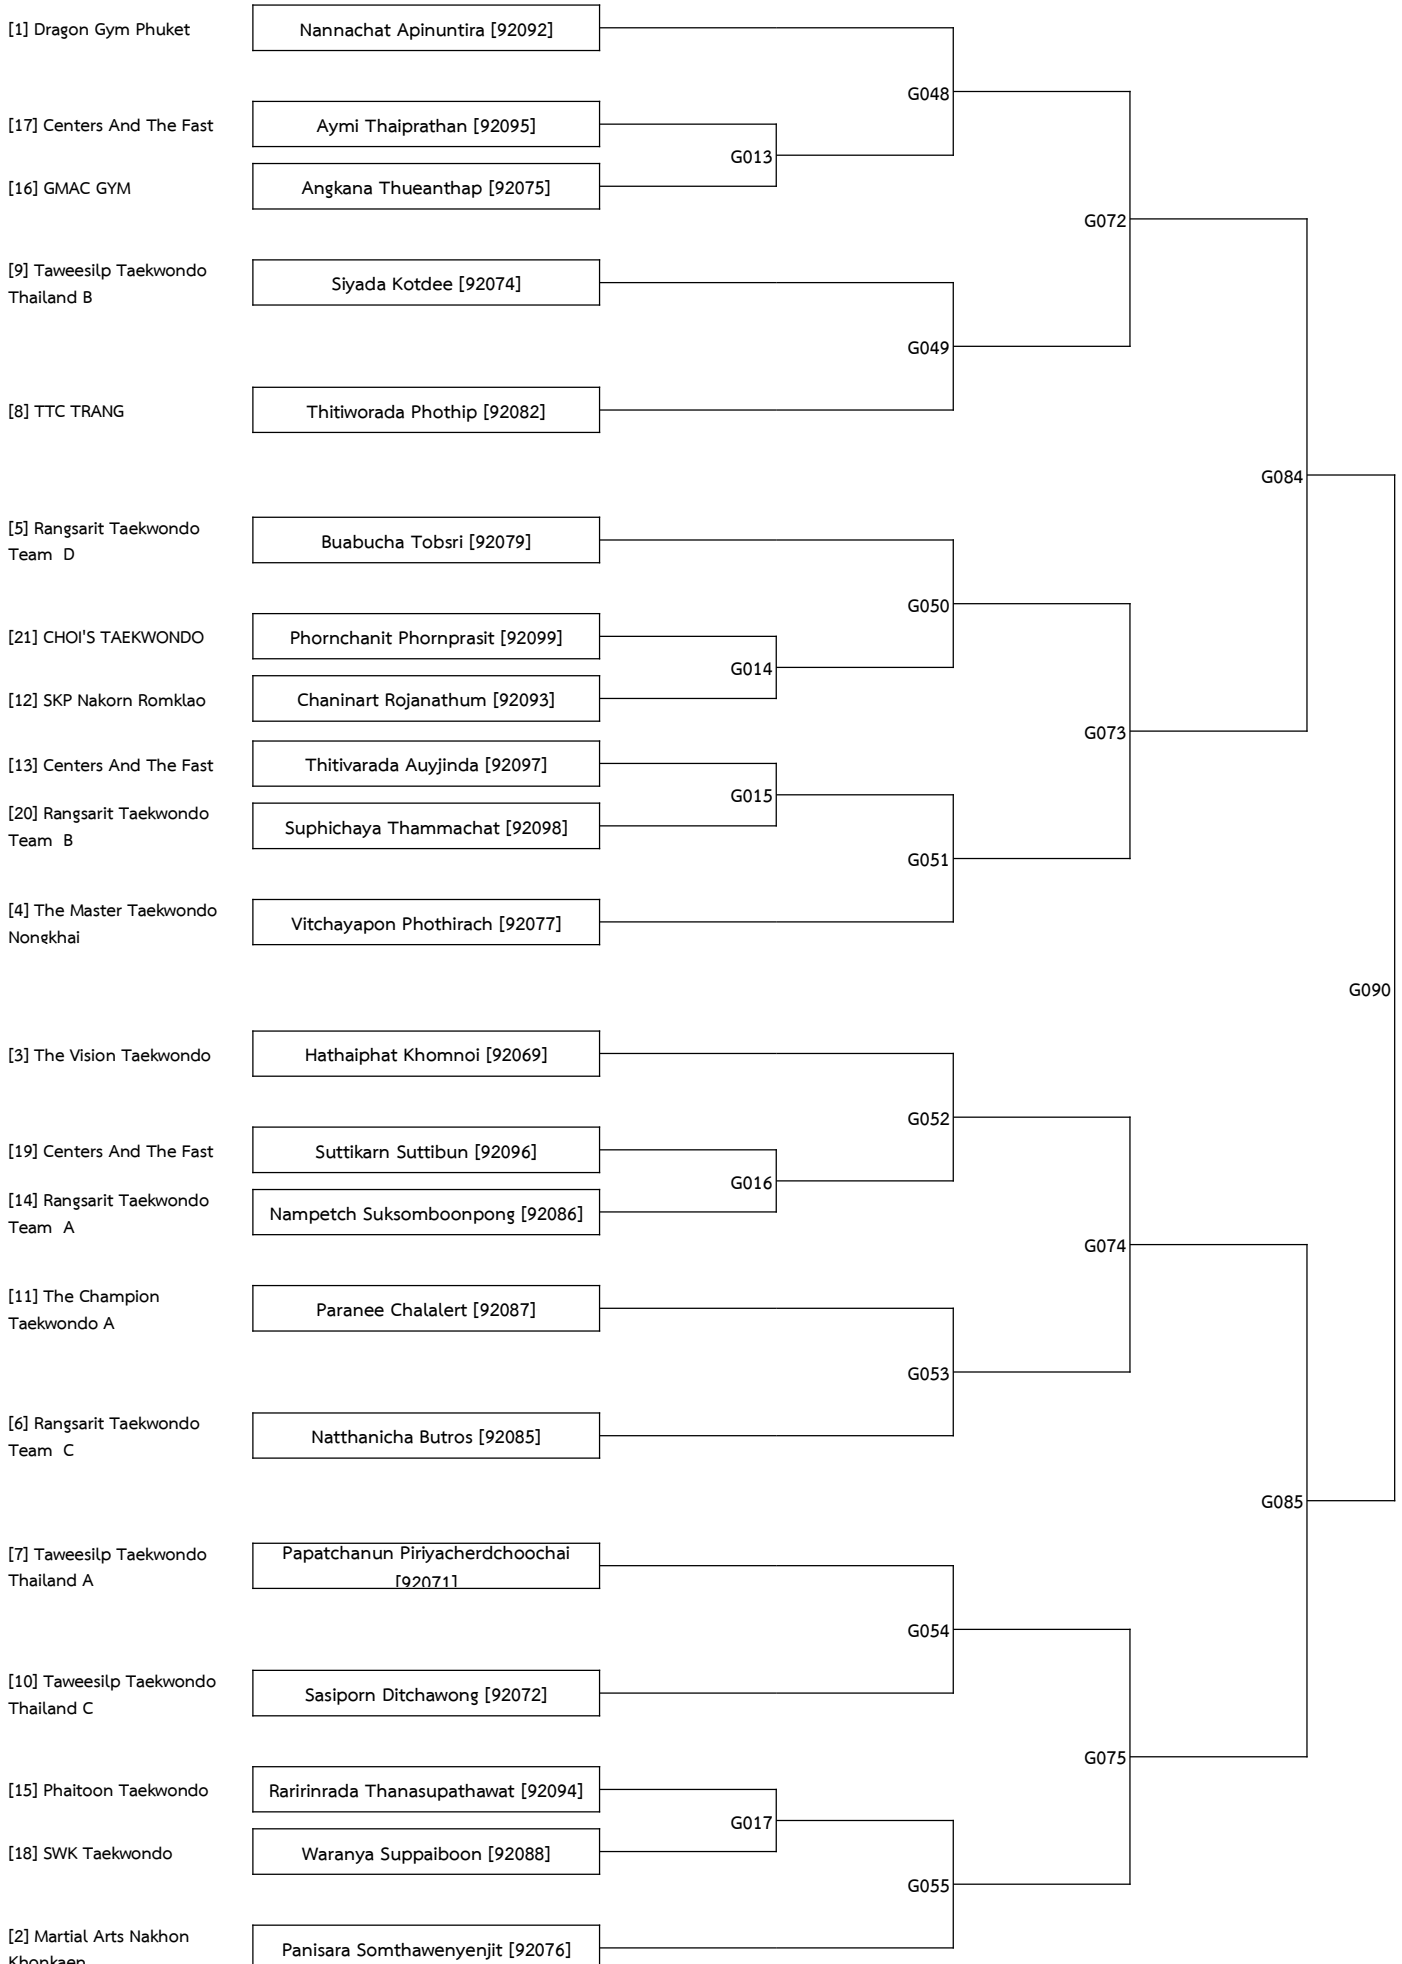 [1] Dragon Gym Phuket
Nannachat Apinuntira [92092]
G048
[17] Centers And The Fast
Aymi Thaiprathan [92095]
G013
[16] GMAC GYM
Angkana Thueanthap [92075]
G072
[9] Taweesilp Taekwondo
Thailand B
Siyada Kotdee [92074]
G049
[8] TTC TRANG
Thitiworada Phothip [92082]
G084
[5] Rangsarit Taekwondo
Team D
Buabucha Tobsri [92079]
G050
[21] CHOI'S TAEKWONDO
Phornchanit Phornprasit [92099]
G014
[12] SKP Nakorn Romklao
Chaninart Rojanathum [92093]
G073
[13] Centers And The Fast
Thitivarada Auyjinda [92097]
G015
[20] Rangsarit Taekwondo
Team B
Suphichaya Thammachat [92098]
G051
[4] The Master Taekwondo
Nongkhai
Vitchayapon Phothirach [92077]
G090
[3] The Vision Taekwondo
Hathaiphat Khomnoi [92069]
G052
[19] Centers And The Fast
Suttikarn Suttibun [92096]
G016
[14] Rangsarit Taekwondo
Team A
Nampetch Suksomboonpong [92086]
G074
[11] The Champion
Taekwondo A
Paranee Chalalert [92087]
G053
[6] Rangsarit Taekwondo
Team C
Natthanicha Butros [92085]
G085
[7] Taweesilp Taekwondo
Thailand A
Papatchanun Piriyacherdchoochai
[92071]
G054
[10] Taweesilp Taekwondo
Thailand C
Sasiporn Ditchawong [92072]
G075
[15] Phaitoon Taekwondo
Raririnrada Thanasupathawat [92094]
G017
[18] SWK Taekwondo
Waranya Suppaiboon [92088]
G055
[2] Martial Arts Nakhon
Khonkaen
Panisara Somthawenyenjit [92076]